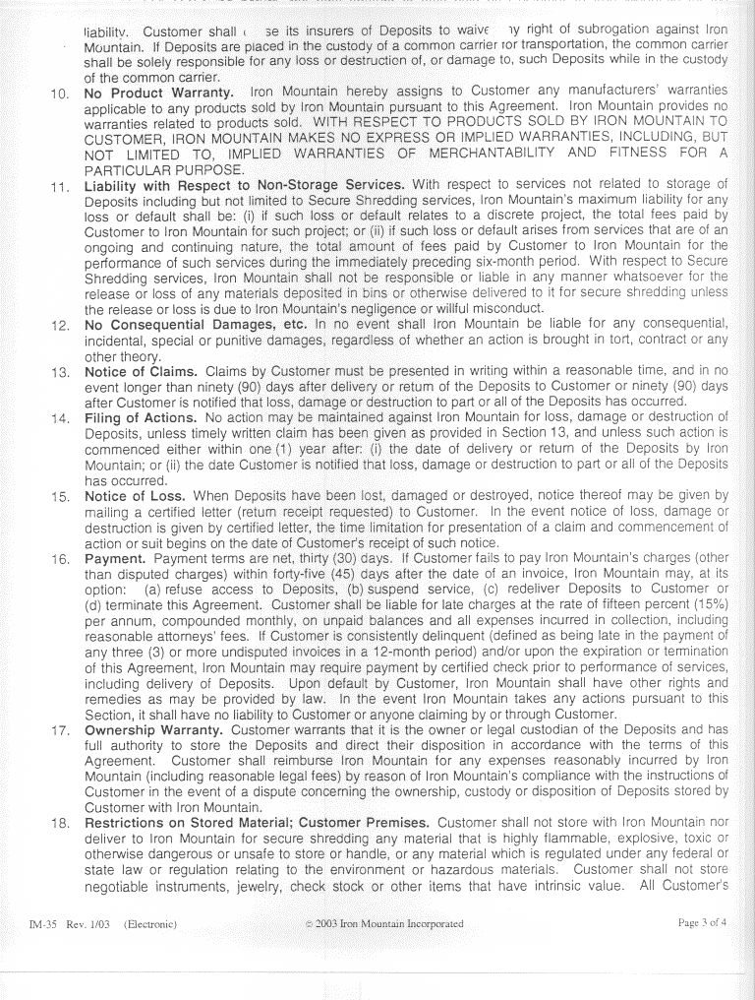 liability. Customer shall se its insurers of Deposits to waive right of subrogation against Iron
Mountain. If Deposits are placed in the custody of a common carrier for transportation, the common carrier
shall be solely responsible for any loss or destruction of, or damage to, such Deposits while in the custody
of the common carrier.
10. No Product Warranty. Iron Mountain hereby assigns to Customer any manufacturers' warranties
applicable to any products sold by Iron Mountain pursuant to this Agreement. Iron Mountain provides no
warranties related to products sold. WITH RESPECT TO PRODUCTS SOLD BY IRON MOUNTAIN TO
CUSTOMER, IRON MOUNTAIN MAKES NO EXPRESS OR IMPLIED WARRANTIES, INCLUDING, BUT
NOT LIMITED TO, IMPLIED WARRANTIES OF MERCHANTABILITY AND FITNESS FOR A
PARTICULAR PURPOSE.
11. Liability with Respect to Non-Storage Services. With respect to services not related to storage of
Deposits including but not limited to Secure Shredding services, Iron Mountain's maximum liability for any
loss or default shall be: (i) if such loss or default relates to a discrete project, the total fees paid by
Customer to Iron Mountain for such project; or (ii) if such loss or default arises from services that are of an
ongoing and continuing nature, the total amount of fees paid by Customer to Iron Mountain for the
performance of such services during the immediately preceding six-month period. With respect to Secure
Shredding services, Iron Mountain shall not be responsible or liable in any manner whatsoever for the
release or loss of any materials deposited in bins or otherwise delivered to it for secure shredding unless
the release or loss is due to Iron Mountain's negligence or willful misconduct.
12. No Consequential Damages, etc. In no event shall Iron Mountain be liable for any consequential,
incidental, special or punitive damages, regardless of whether an action is brought in tort, contract or any
other theory.
13. Notice of Claims. Claims by Customer must be presented in writing within a reasonable time, and in no
event longer than ninety (90) days after delivery or return of the Deposits to Customer or ninety (90) days
after Customer is notified that loss, damage or destruction to part or all of the Deposits has occurred.
14. Filing of Actions. No action may be maintained against Iron Mountain for loss, damage or destruction of
Deposits, unless timely written claim has been given as provided in Section 13, and unless such action is
commenced either within one (1) year after: (i) the date of delivery or return of the Deposits by Iron
Mountain; or (ii) the date Customer is notified that loss, damage or destruction to part or all of the Deposits
has occurred.
15. Notice of Loss. When Deposits have been lost, damaged or destroyed, notice thereof may be given by
mailing a certified letter (return receipt requested) to Customer. In the event notice of loss, damage or
destruction is given by certified letter, the time limitation for presentation of a claim and commencement of
action or suit begins on the date of Customer's receipt of such notice.
16. Payment. Payment terms are net, thirty (30) days. If Customer fails to pay Iron Mountain's charges (other
than disputed charges) within forty-five (45) days after the date of an invoice, Iron Mountain may, at its
option: (a) refuse access to Deposits, (b) suspend service, (c) redeliver Deposits to Customer or
(d) terminate this Agreement. Customer shall be liable for late charges at the rate of fifteen percent (15%)
per annum, compounded monthly, on unpaid balances and all expenses incurred in collection, including
reasonable attorneys' fees. If Customer is consistently delinquent (defined as being late in the payment of
any three (3) or more undisputed invoices in a 12-month period) and/or upon the expiration or termination
of this Agreement, Iron Mountain may require payment by certified check prior to performance of services,
including delivery of Deposits. Upon default by Customer, Iron Mountain shall have other rights and
remedies as may be provided by law. In the event Iron Mountain takes any actions pursuant to this
Section, it shall have no liability to Customer or anyone claiming by or through Customer.
17. Ownership Warranty. Customer warrants that it is the owner or legal custodian of the Deposits and has
full authority to store the Deposits and direct their disposition in accordance with the terms of this
Agreement. Customer shall reimburse Iron Mountain for any expenses reasonably incurred by Iron
Mountain (including reasonable legal fees) by reason of Iron Mountain's compliance with the instructions of
Customer in the event of a dispute concerning the ownership, custody or disposition of Deposits stored by
Customer with Iron Mountain.
18. Restrictions on Stored Material; Customer Premises. Customer shall not store with Iron Mountain nor
deliver to Iron Mountain for secure shredding any material that is highly flammable, explosive, toxic or
otherwise dangerous or unsafe to store or handle, or any material which is regulated under any federal or
state law or regulation relating to the environment or hazardous materials. Customer shall not store
negotiable instruments, jewelry, check stock or other items that have intrinsic value. All Customer's
IM-35 Rev. 1/03 (Electronic) © 2003 Iron Mountain Incorporated Page 3 of 4